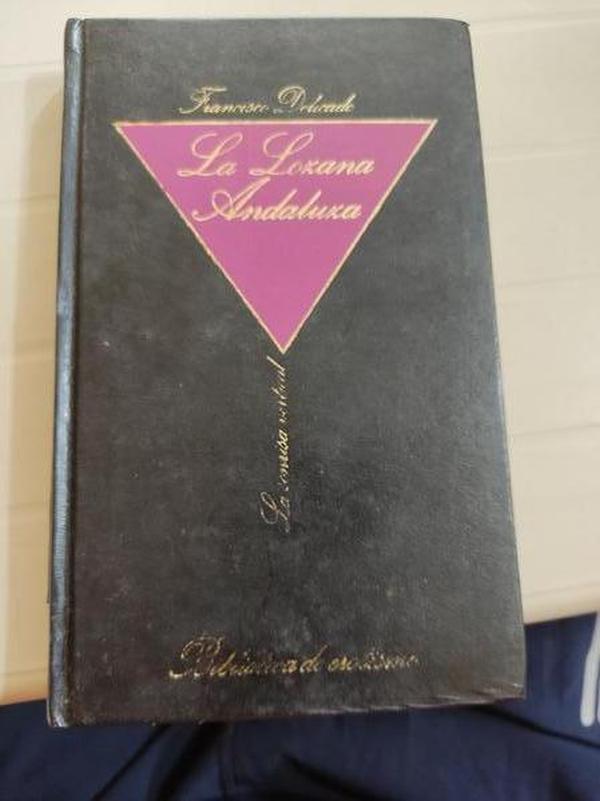 Francisco Delicado
La Lozana
Andaluza
La sonrisa vertical
Biblioteca de erotismo